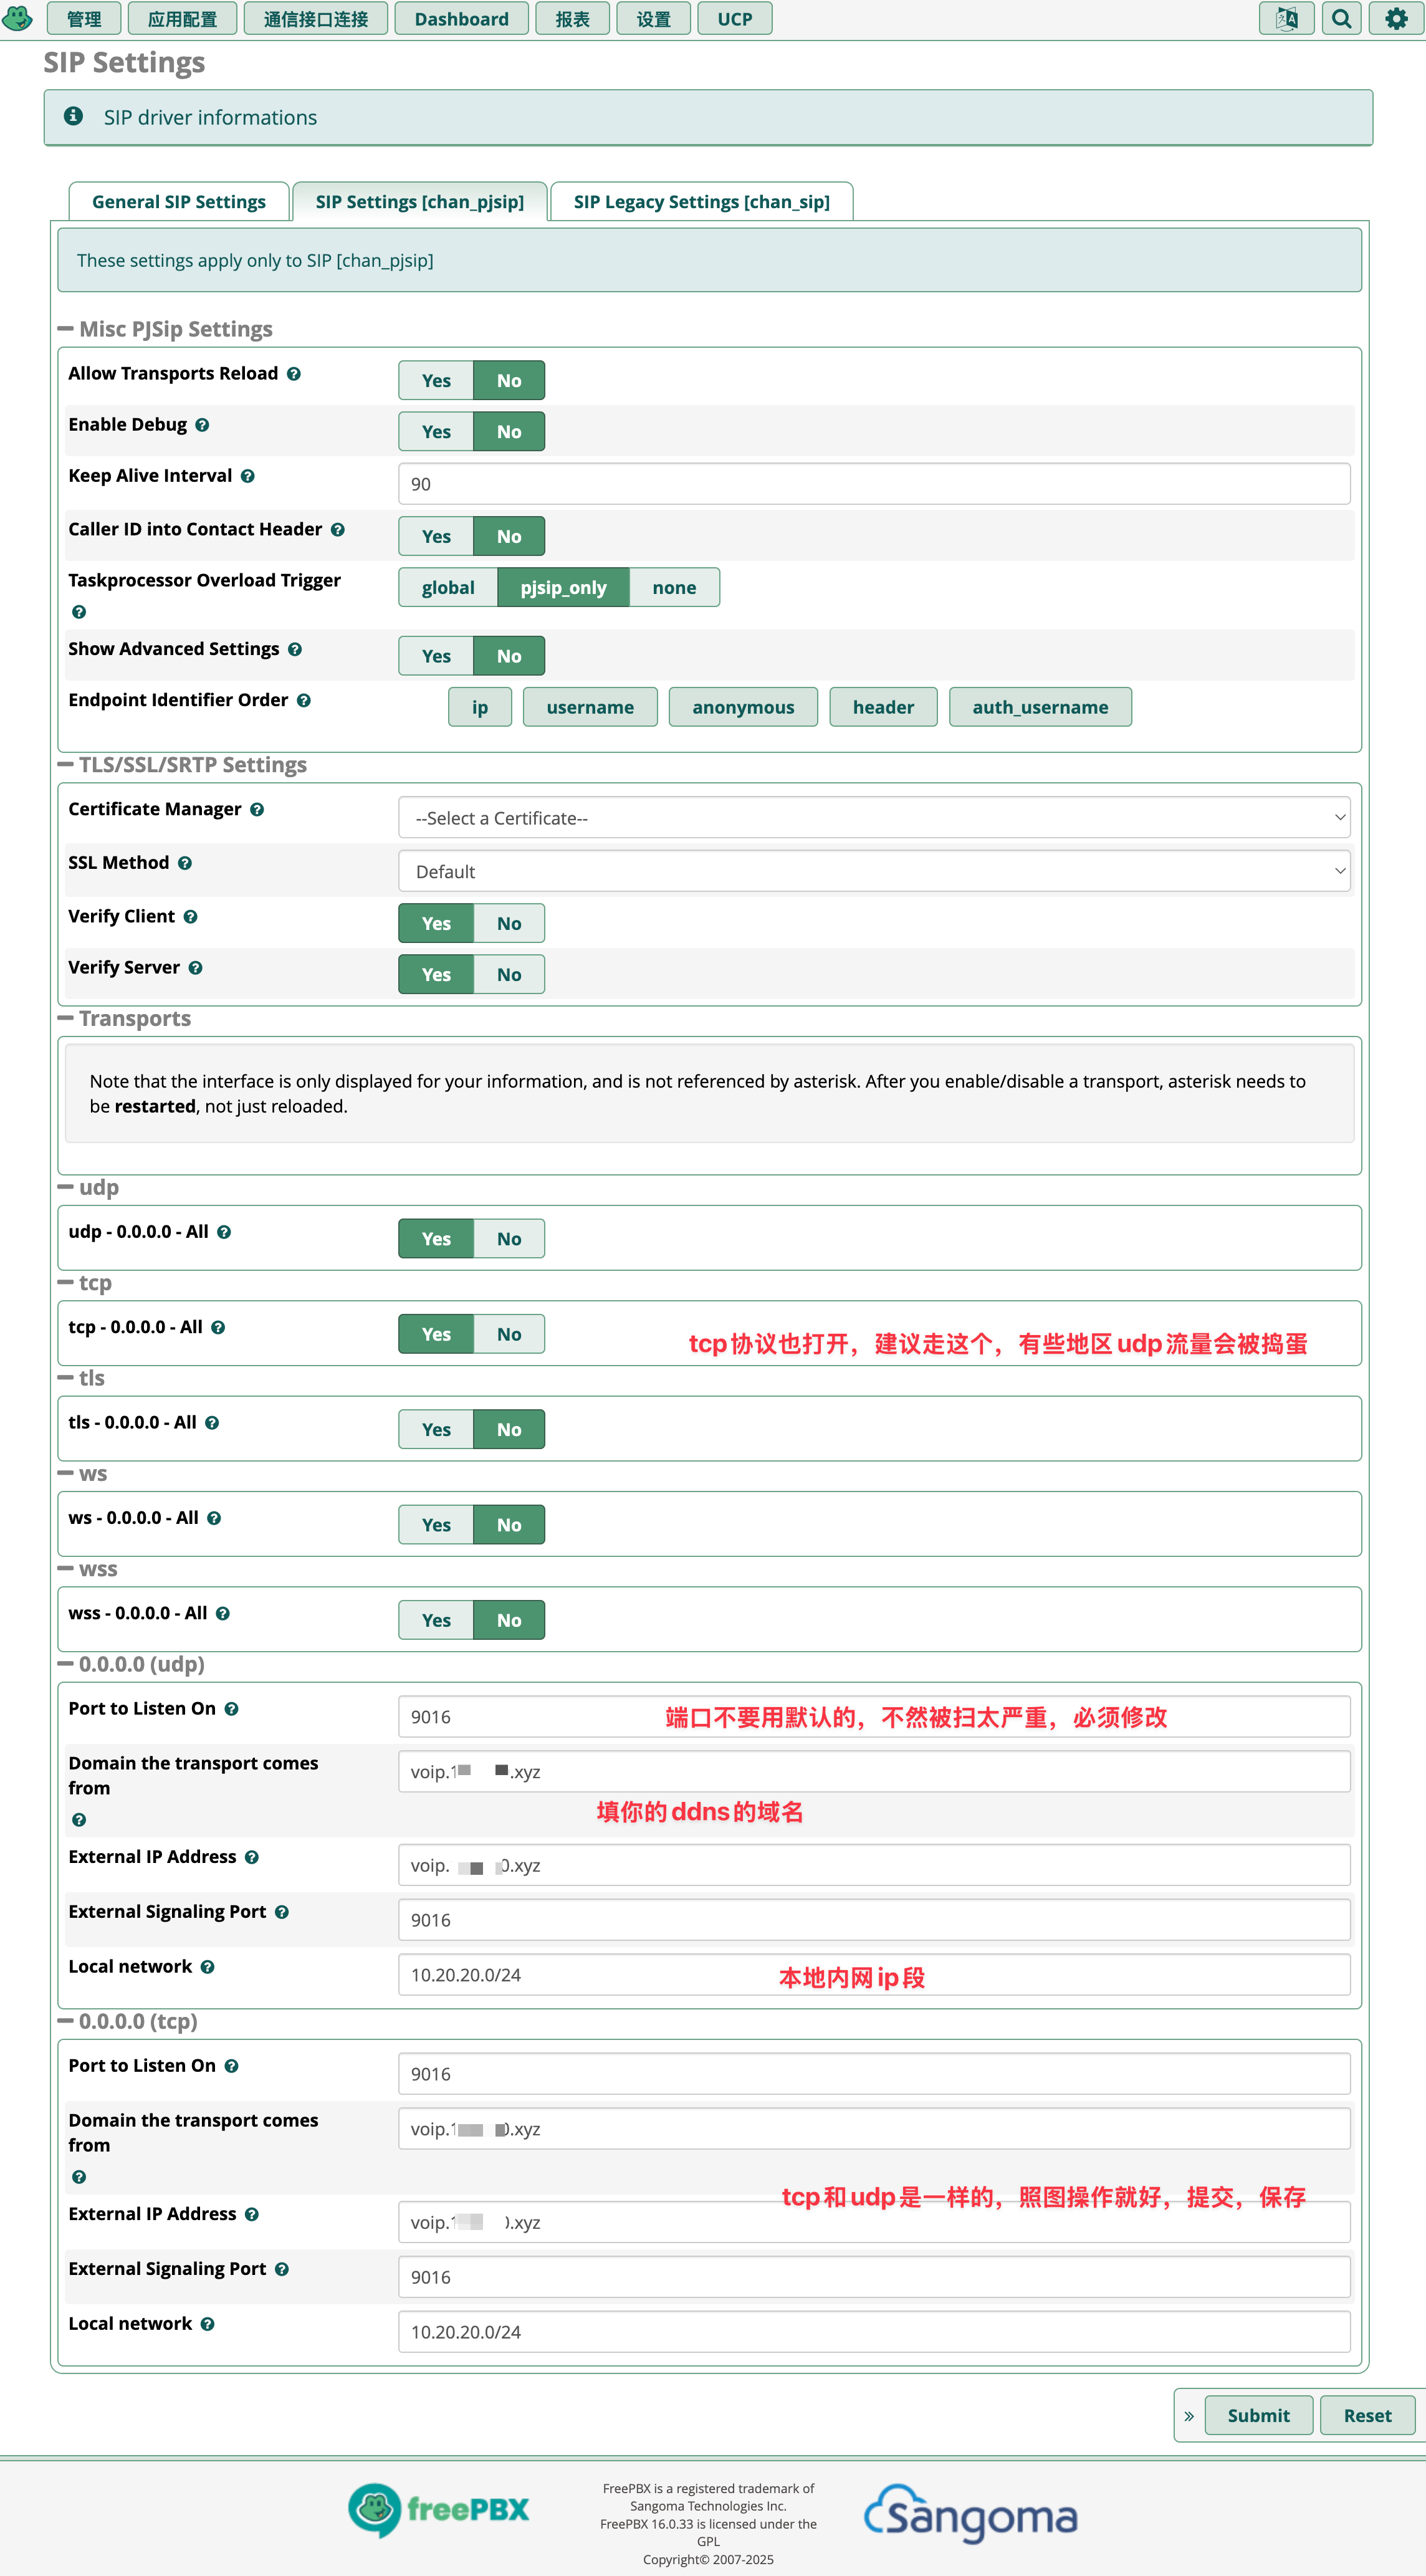 管理 应用配置 通信接口连接 Dashboard 报表 设置 UCP
SIP Settings
SIP driver informations
General SIP Settings SIP Settings [chan_pjsip] SIP Legacy Settings [chan_sip]
These settings apply only to SIP [chan_pjsip]
Misc PJSip Settings
Allow Transports Reload Yes No
Enable Debug Yes No
Keep Alive Interval 90
Caller ID into Contact Header Yes No
Taskprocessor Overload Trigger global pjsip_only none
Show Advanced Settings Yes No
Endpoint Identifier Order ip username anonymous header auth_username
TLS/SSL/SRTP Settings
Certificate Manager --Select a Certificate--
SSL Method Default
Verify Client Yes No
Verify Server Yes No
Transports
Note that the interface is only displayed for your information, and is not referenced by asterisk. After you enable/disable a transport, asterisk needs to
be restarted, not just reloaded.
udp
udp - 0.0.0.0 - All Yes No
tcp
tcp - 0.0.0.0 - All Yes No
tcp协议也打开，建议走这个，有些地区udp流量会被捣蛋
tls
tls - 0.0.0.0 - All Yes No
ws
ws - 0.0.0.0 - All Yes No
wss
wss - 0.0.0.0 - All Yes No
0.0.0.0 (udp)
Port to Listen On 9016 端口不要用默认的，不然被扫太严重，必须修改
Domain the transport comes
from
voip. .xyz
填你的ddns的域名
External IP Address voip. .xyz
External Signaling Port 9016
Local network 10.20.20.0/24 本地内网ip段
0.0.0.0 (tcp)
Port to Listen On 9016
Domain the transport comes
from
voip. .xyz
tcp和udp是一样的，照图操作就好，提交，保存
External IP Address voip. .xyz
External Signaling Port 9016
Local network 10.20.20.0/24
» Submit Reset
freePBX
FreePBX is a registered trademark of
Sangoma Technologies Inc.
FreePBX 16.0.33 is licensed under the
GPL
Copyright© 2007-2025
Sangoma